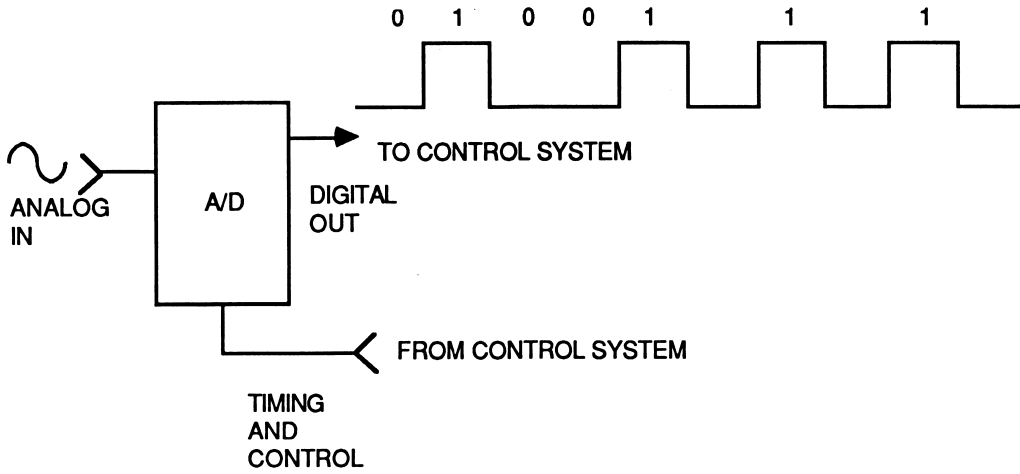 0 1 0 0 1 1 1
TO CONTROL SYSTEM
ANALOG
IN
A/D
DIGITAL
OUT
FROM CONTROL SYSTEM
TIMING
AND
CONTROL